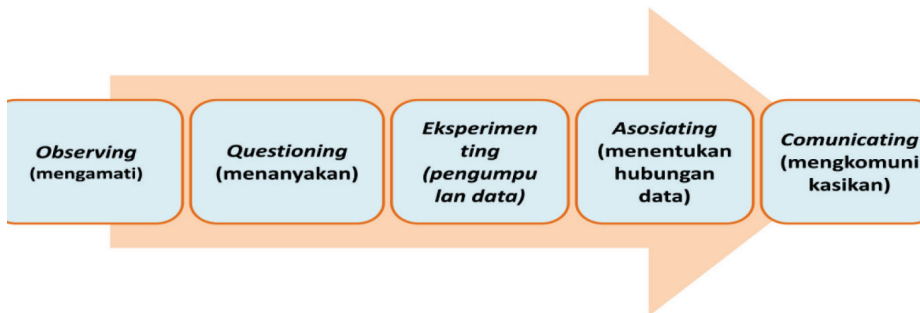 Observing
(mengamati)
Questioning
(menanyakan)
Eksperimen
ting
(pengumpu
lan data)
Asosiating
(menentukan
hubungan
data)
Comunicating
(mengkomuni
kasikan)